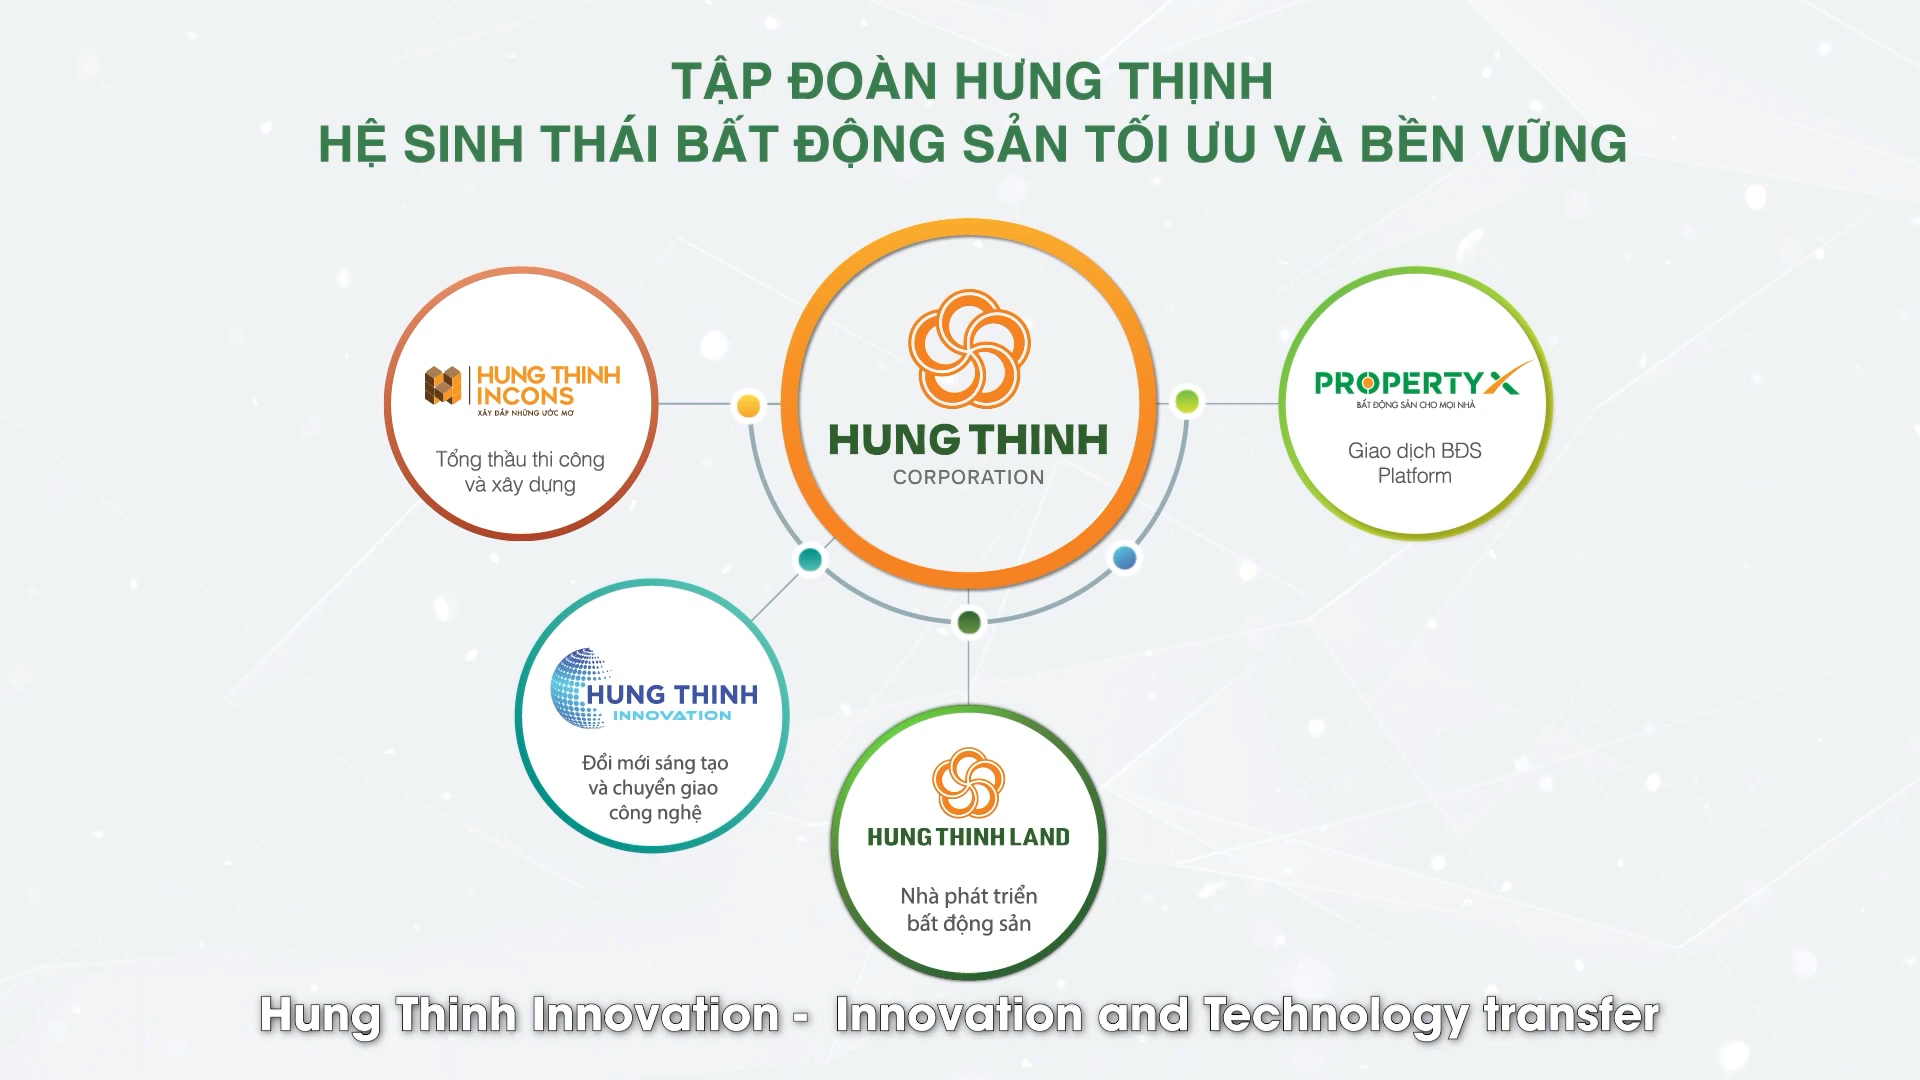 TẬP ĐOÀN HƯNG THỊNH
HỆ SINH THÁI BẤT ĐỘNG SẢN TỐI ƯU VÀ BỀN VỮNG
HUNG THINH
INCONS
XÂY ĐẮP NHỮNG ƯỚC MƠ
Tổng thầu thi công
và xây dựng
HUNG THINH
CORPORATION
PROPERTYX
BẤT ĐỘNG SẢN CHO MỌI NHÀ
Giao dịch BĐS
Platform
HUNG THINH
INNOVATION
Đổi mới sáng tạo
và chuyển giao
công nghệ
HUNG THINH LAND
Nhà phát triển
bất động sản
Hung Thinh Innovation - Innovation and Technology transfer